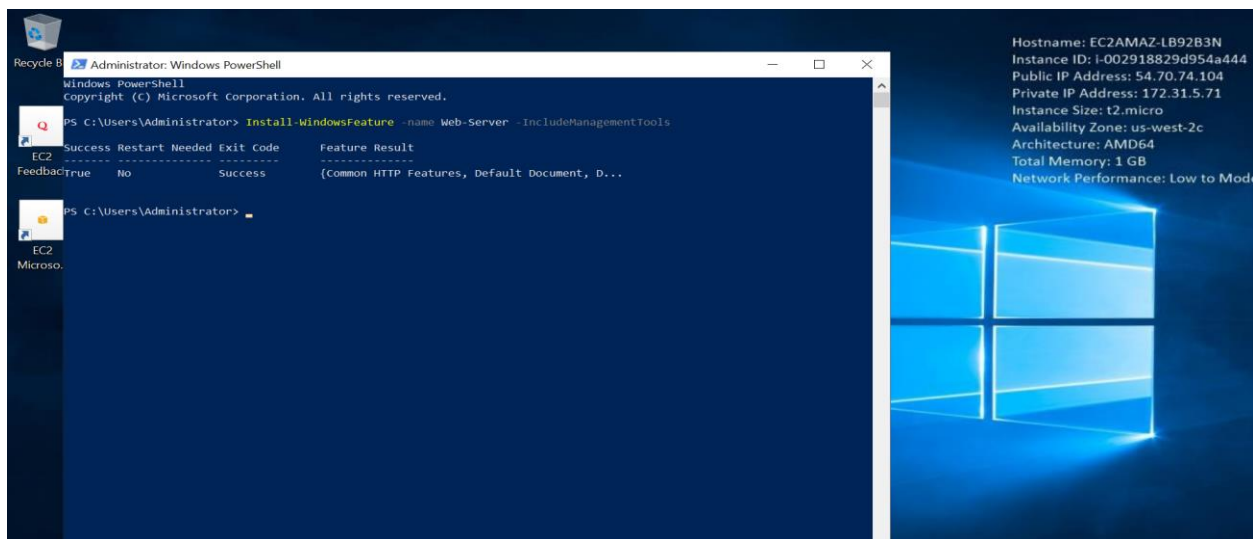 Recycle B
Administrator: Windows PowerShell
Windows PowerShell
Copyright (C) Microsoft Corporation. All rights reserved.
PS C:\Users\Administrator> Install-WindowsFeature -name Web-Server -IncludeManagementTools
Success Restart Needed Exit Code Feature Result
------- -------------- --------- --------------
True No Success {Common HTTP Features, Default Document, D...
PS C:\Users\Administrator>
EC2
Feedbac
EC2
Microso.
Hostname: EC2AMAZ-LB92B3N
Instance ID: i-002918829d954a444
Public IP Address: 54.70.74.104
Private IP Address: 172.31.5.71
Instance Size: t2.micro
Availability Zone: us-west-2c
Architecture: AMD64
Total Memory: 1 GB
Network Performance: Low to Mode